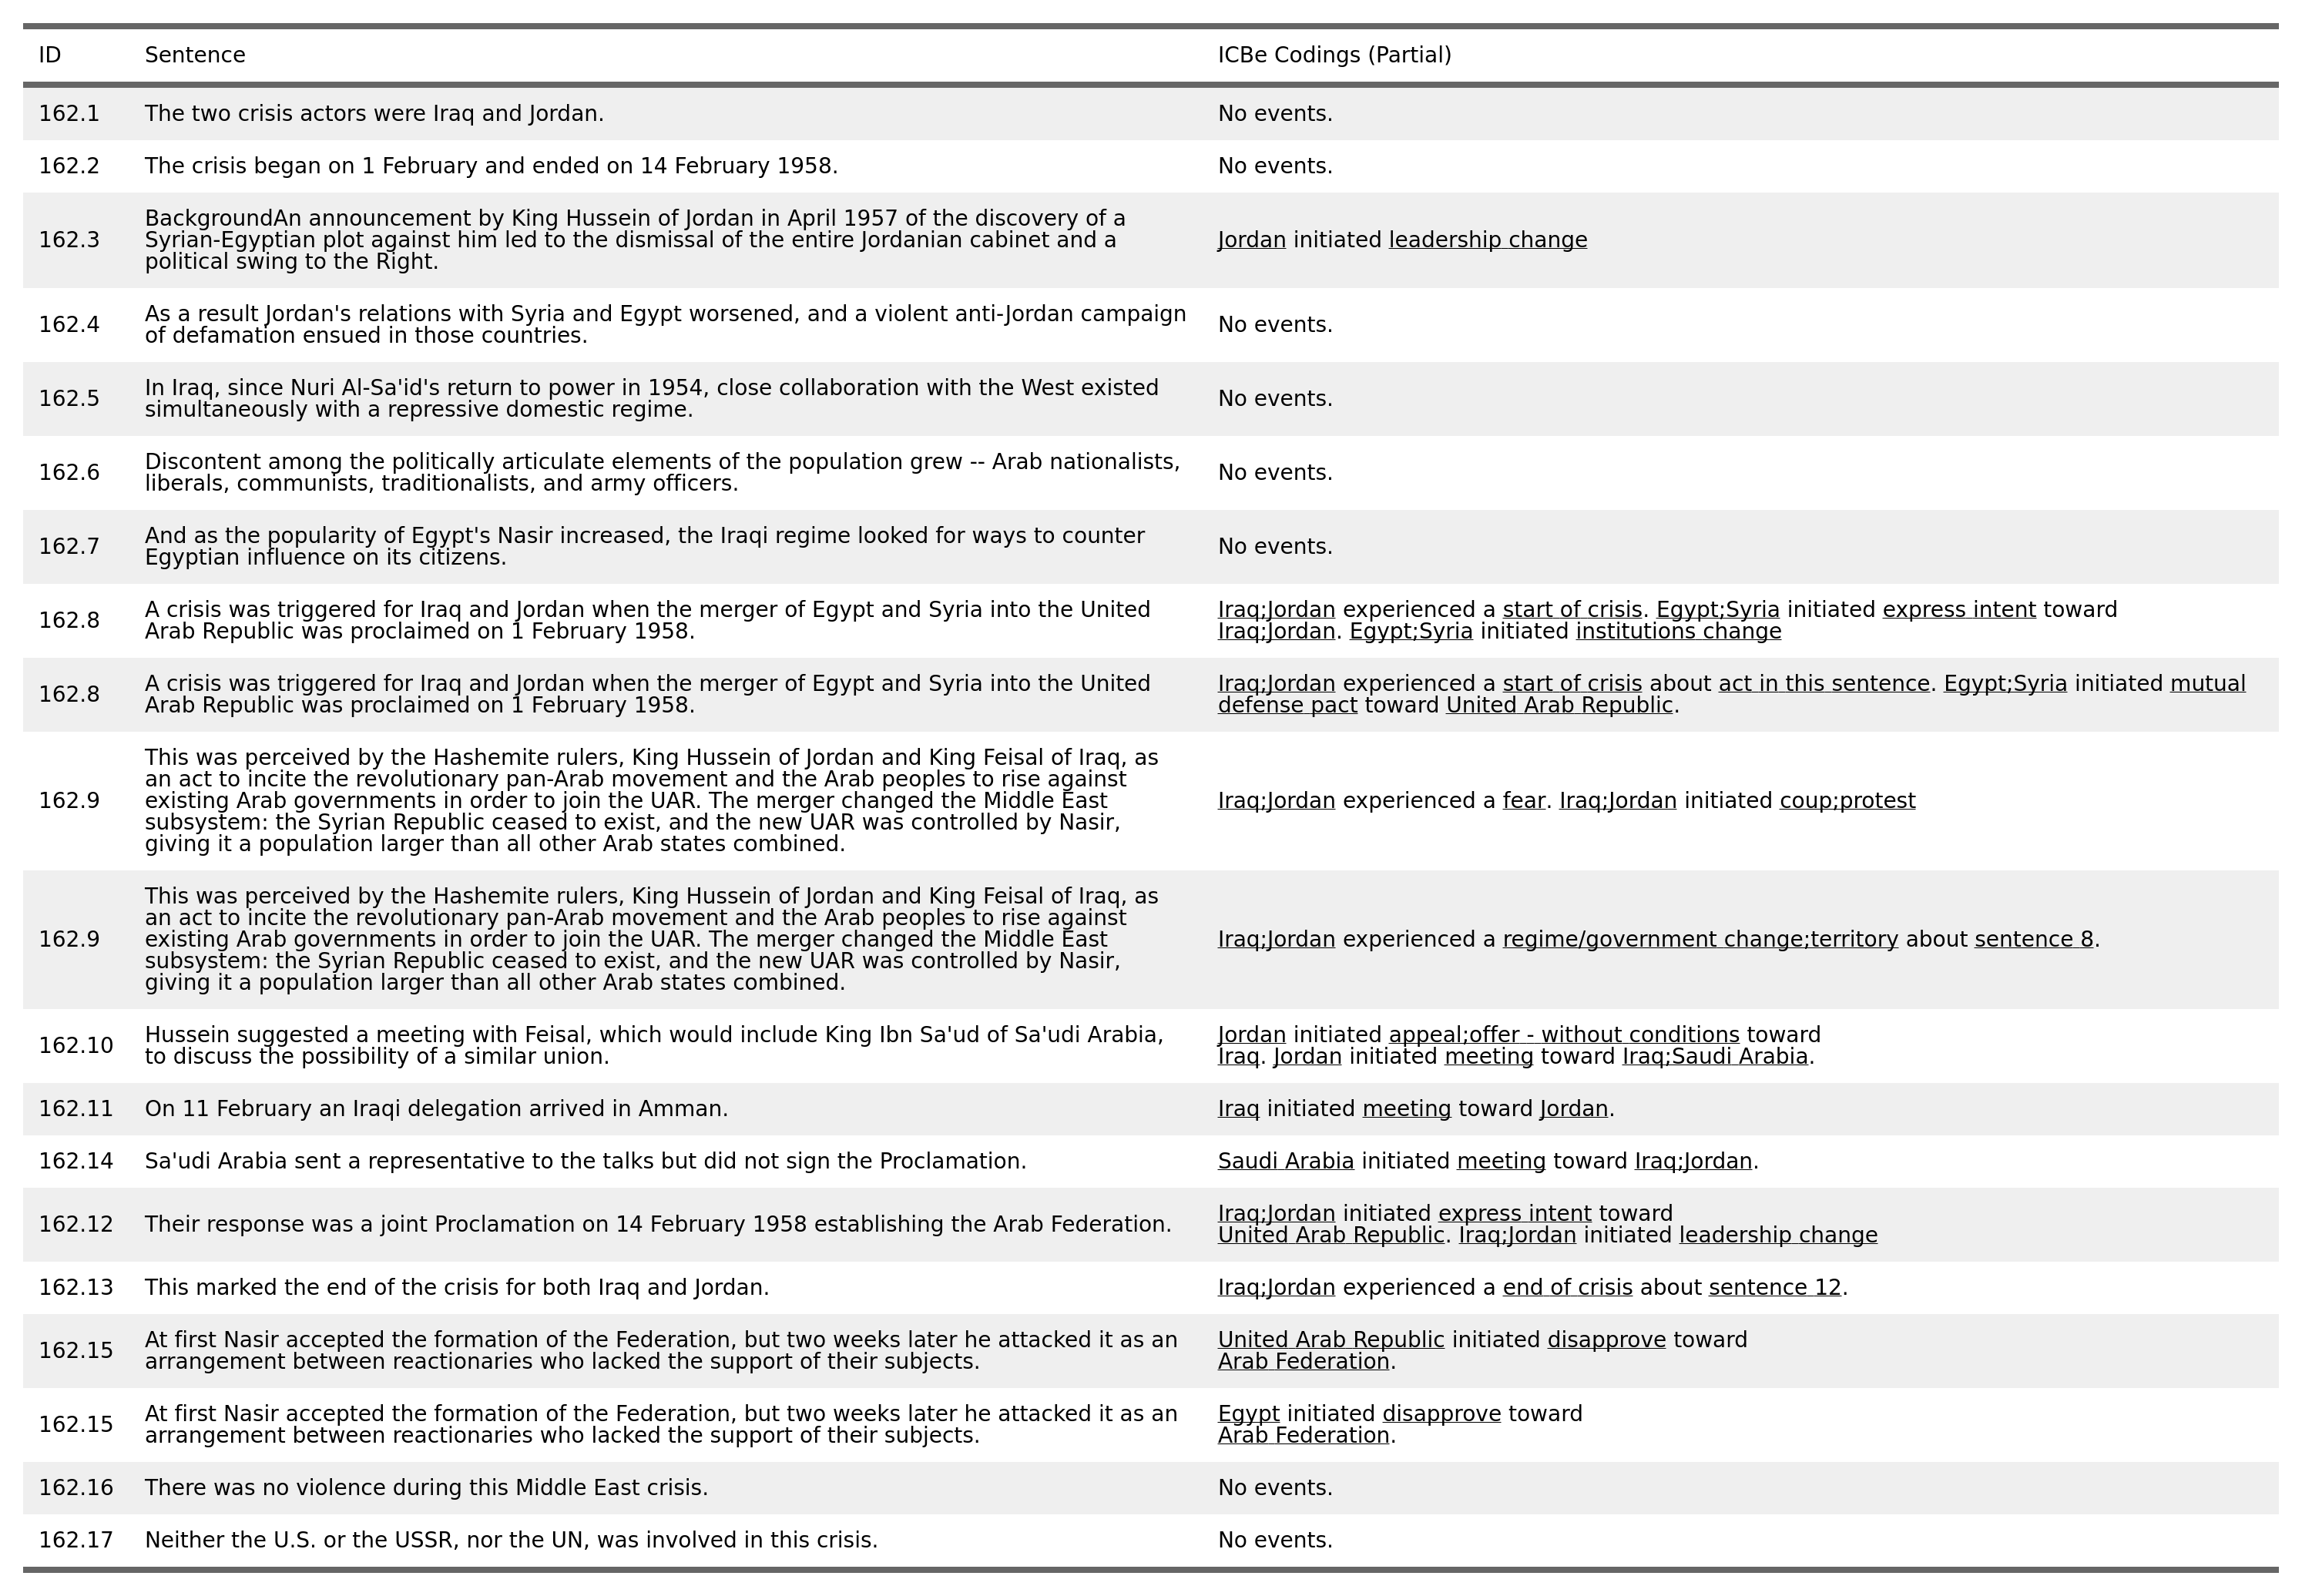 ID Sentence ICBe Codings (Partial)
162.1 The two crisis actors were Iraq and Jordan. No events.
162.2 The crisis began on 1 February and ended on 14 February 1958. No events.
BackgroundAn announcement by King Hussein of Jordan in April 1957 of the discovery of a
162.3 Syrian-Egyptian plot against him led to the dismissal of the entire Jordanian cabinet and a Jordan initiated leadership change
political swing to the Right.
As a result Jordan's relations with Syria and Egypt worsened, and a violent anti-Jordan campaign
162.4 No events.
of defamation ensued in those countries.
In Iraq, since Nuri Al-Sa'id's return to power in 1954, close collaboration with the West existed
162.5 No events.
simultaneously with a repressive domestic regime.
Discontent among the politically articulate elements of the population grew -- Arab nationalists,
162.6 No events.
liberals, communists, traditionalists, and army officers.
And as the popularity of Egypt's Nasir increased, the Iraqi regime looked for ways to counter
162.7 No events.
Egyptian influence on its citizens.
162.8
A crisis was triggered for Iraq and Jordan when the merger of Egypt and Syria into the United
Arab Republic was proclaimed on 1 February 1958.
Iraq;Jordan experienced a start of crisis. Egypt;Syria initiated express intent toward
Iraq;Jordan. Egypt;Syria initiated institutions change
162.8
A crisis was triggered for Iraq and Jordan when the merger of Egypt and Syria into the United
Arab Republic was proclaimed on 1 February 1958.
Iraq;Jordan experienced a start of crisis about act in this sentence. Egypt;Syria initiated mutual
defense pact toward United Arab Republic.
162.9
This was perceived by the Hashemite rulers, King Hussein of Jordan and King Feisal of Iraq, as
an act to incite the revolutionary pan-Arab movement and the Arab peoples to rise against
existing Arab governments in order to join the UAR. The merger changed the Middle East
subsystem: the Syrian Republic ceased to exist, and the new UAR was controlled by Nasir,
giving it a population larger than all other Arab states combined.
Iraq;Jordan experienced a fear. Iraq;Jordan initiated coup;protest
162.9
This was perceived by the Hashemite rulers, King Hussein of Jordan and King Feisal of Iraq, as
an act to incite the revolutionary pan-Arab movement and the Arab peoples to rise against
existing Arab governments in order to join the UAR. The merger changed the Middle East
subsystem: the Syrian Republic ceased to exist, and the new UAR was controlled by Nasir,
giving it a population larger than all other Arab states combined.
Iraq;Jordan experienced a regime/government change;territory about sentence 8.
162.10
Hussein suggested a meeting with Feisal, which would include King Ibn Sa'ud of Sa'udi Arabia,
to discuss the possibility of a similar union.
Jordan initiated appeal;offer - without conditions toward
Iraq. Jordan initiated meeting toward Iraq;Saudi Arabia.
162.11 On 11 February an Iraqi delegation arrived in Amman. Iraq initiated meeting toward Jordan.
162.14 Sa'udi Arabia sent a representative to the talks but did not sign the Proclamation. Saudi Arabia initiated meeting toward Iraq;Jordan.
162.12 Their response was a joint Proclamation on 14 February 1958 establishing the Arab Federation.
Iraq;Jordan initiated express intent toward
United Arab Republic. Iraq;Jordan initiated leadership change
162.13 This marked the end of the crisis for both Iraq and Jordan. Iraq;Jordan experienced a end of crisis about sentence 12.
162.15
At first Nasir accepted the formation of the Federation, but two weeks later he attacked it as an
arrangement between reactionaries who lacked the support of their subjects.
United Arab Republic initiated disapprove toward
Arab Federation.
162.15
At first Nasir accepted the formation of the Federation, but two weeks later he attacked it as an
arrangement between reactionaries who lacked the support of their subjects.
Egypt initiated disapprove toward
Arab Federation.
162.16 There was no violence during this Middle East crisis. No events.
162.17 Neither the U.S. or the USSR, nor the UN, was involved in this crisis. No events.